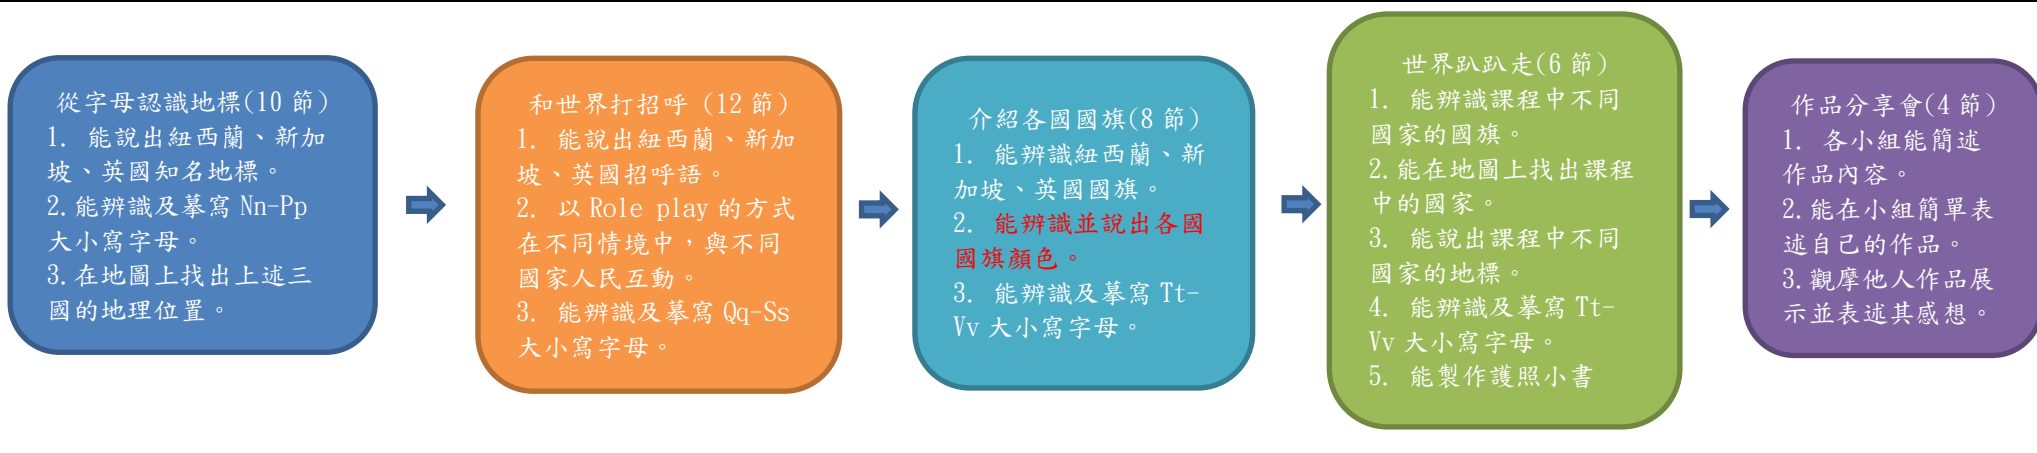 從字母認識地標(10 節)
1. 能說出紐西蘭、新加
坡、英國知名地標。
2.能辨識及摹寫 Nn-Pp
大小寫字母。
3.在地圖上找出上述三
國的地理位置。
和世界打招呼 (12 節)
1. 能說出紐西蘭、新加
坡、英國招呼語。
2. 以 Role play 的方式
在不同情境中，與不同
國家人民互動。
3. 能辨識及摹寫 Qq-Ss
大小寫字母。
介紹各國國旗(8 節)
1. 能辨識紐西蘭、新
加坡、英國國旗。
2. 能辨識並說出各國
國旗顏色。
3. 能辨識及摹寫 Tt-
Vv 大小寫字母。
世界趴趴走(6 節)
1. 能辨識課程中不同
國家的國旗。
2.能在地圖上找出課程
中的國家。
3. 能說出課程中不同
國家的地標。
4. 能辨識及摹寫 Tt-
Vv 大小寫字母。
5. 能製作護照小書
作品分享會(4 節)
1. 各小組能簡述
作品內容。
2.能在小組簡單表
述自己的作品。
3.觀摩他人作品展
示並表述其感想。